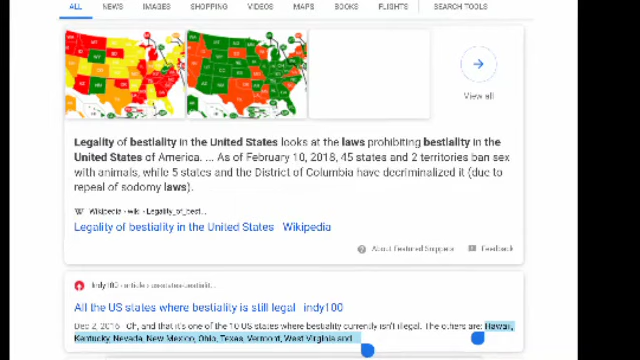 ALL NEWS IMAGES SHOPPING VIDEOS MAPS BOOKS FLIGHTS SEARCH TOOLS
View all
Legality of bestiality in the United States looks at the laws prohibiting bestiality in the
United States of America. ... As of February 10, 2018, 45 states and 2 territories ban sex
with animals, while 5 states and the District of Columbia have decriminalized it (due to
repeal of sodomy laws).
W Wikipedia › wiki › Legality_of_best...
Legality of bestiality in the United States - Wikipedia
About Featured Snippets Feedback
All the US states where bestiality is still legal | indy100
Dec 2, 2016 · Oh, and that it's one of the 10 US states where bestiality currently isn't illegal. The others are: Hawaii,
Kentucky, Nevada, New Mexico, Ohio, Texas, Vermont, West Virginia and